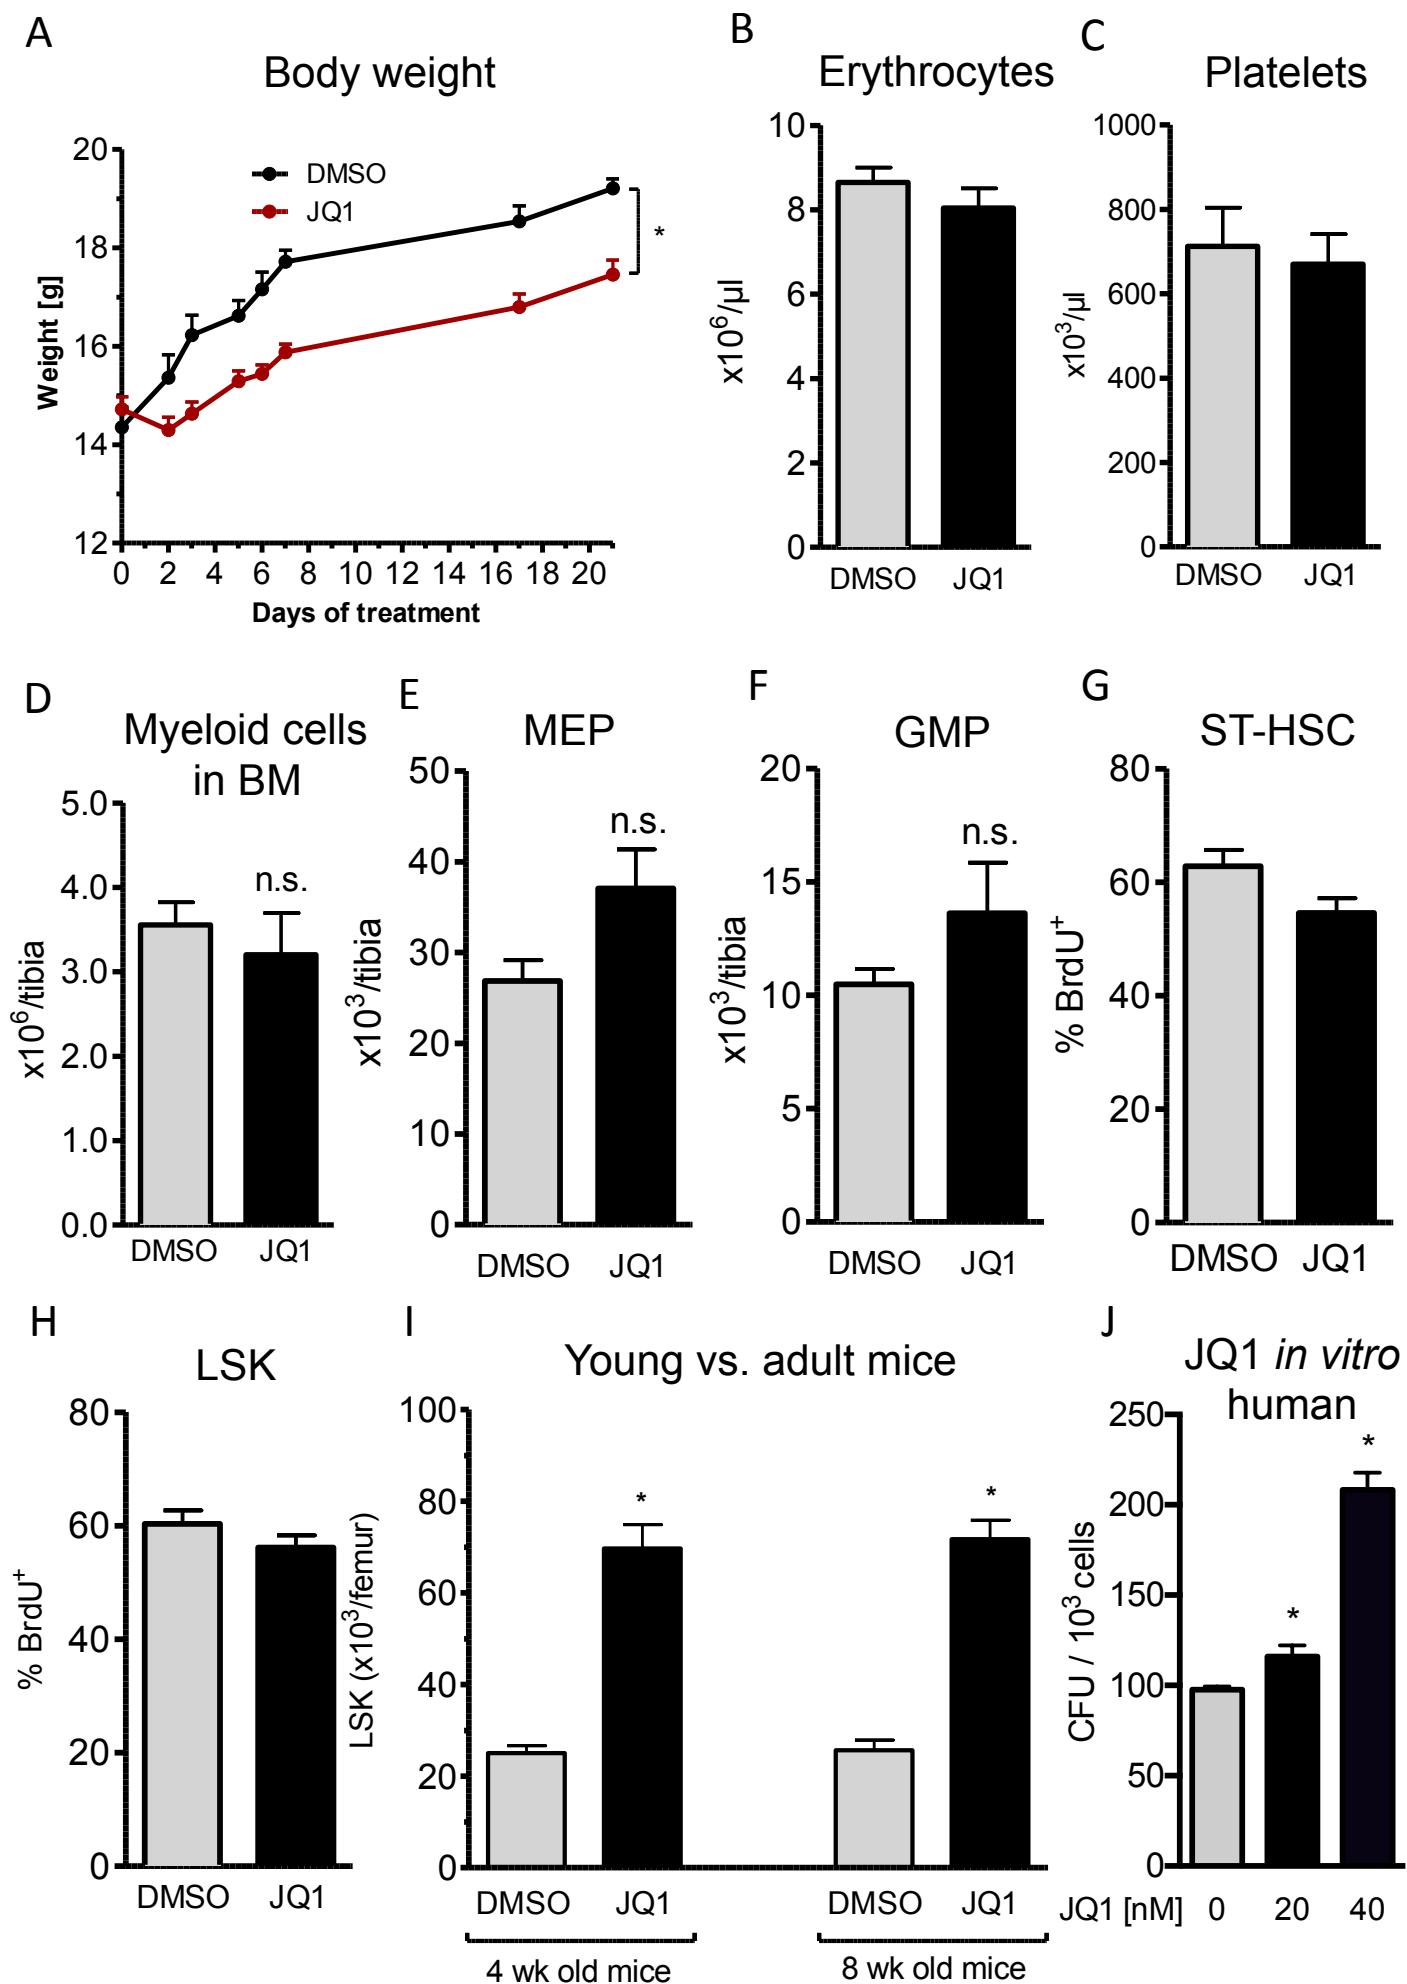 A
Body weight
20
18
16
14
12
Weight [g]
DMSO
JQ1
*
0 2 4 6 8 10 12 14 16 18 20
Days of treatment
B
Erythrocytes
10
8
6
4
2
0
x10⁶/µl
DMSO JQ1
C
Platelets
1000
800
600
400
200
0
x10³/µl
DMSO JQ1
D
Myeloid cells
in BM
5.0
4.0
3.0
2.0
1.0
0.0
x10⁶/tibia
n.s.
DMSO JQ1
E
MEP
50
40
30
20
10
0
x10³/tibia
n.s.
DMSO JQ1
F
GMP
20
15
10
5
0
x10³/tibia
n.s.
DMSO JQ1
G
ST-HSC
80
60
40
20
0
% BrdU⁺
DMSO JQ1
H
LSK
80
60
40
20
0
% BrdU⁺
DMSO JQ1
I
Young vs. adult mice
100
80
60
40
20
0
LSK (x10³/femur)
* *
DMSO JQ1 DMSO JQ1
4 wk old mice 8 wk old mice
J
JQ1 in vitro
human
250
200
150
100
50
0
CFU / 10³ cells
*
*
JQ1 [nM] 0 20 40